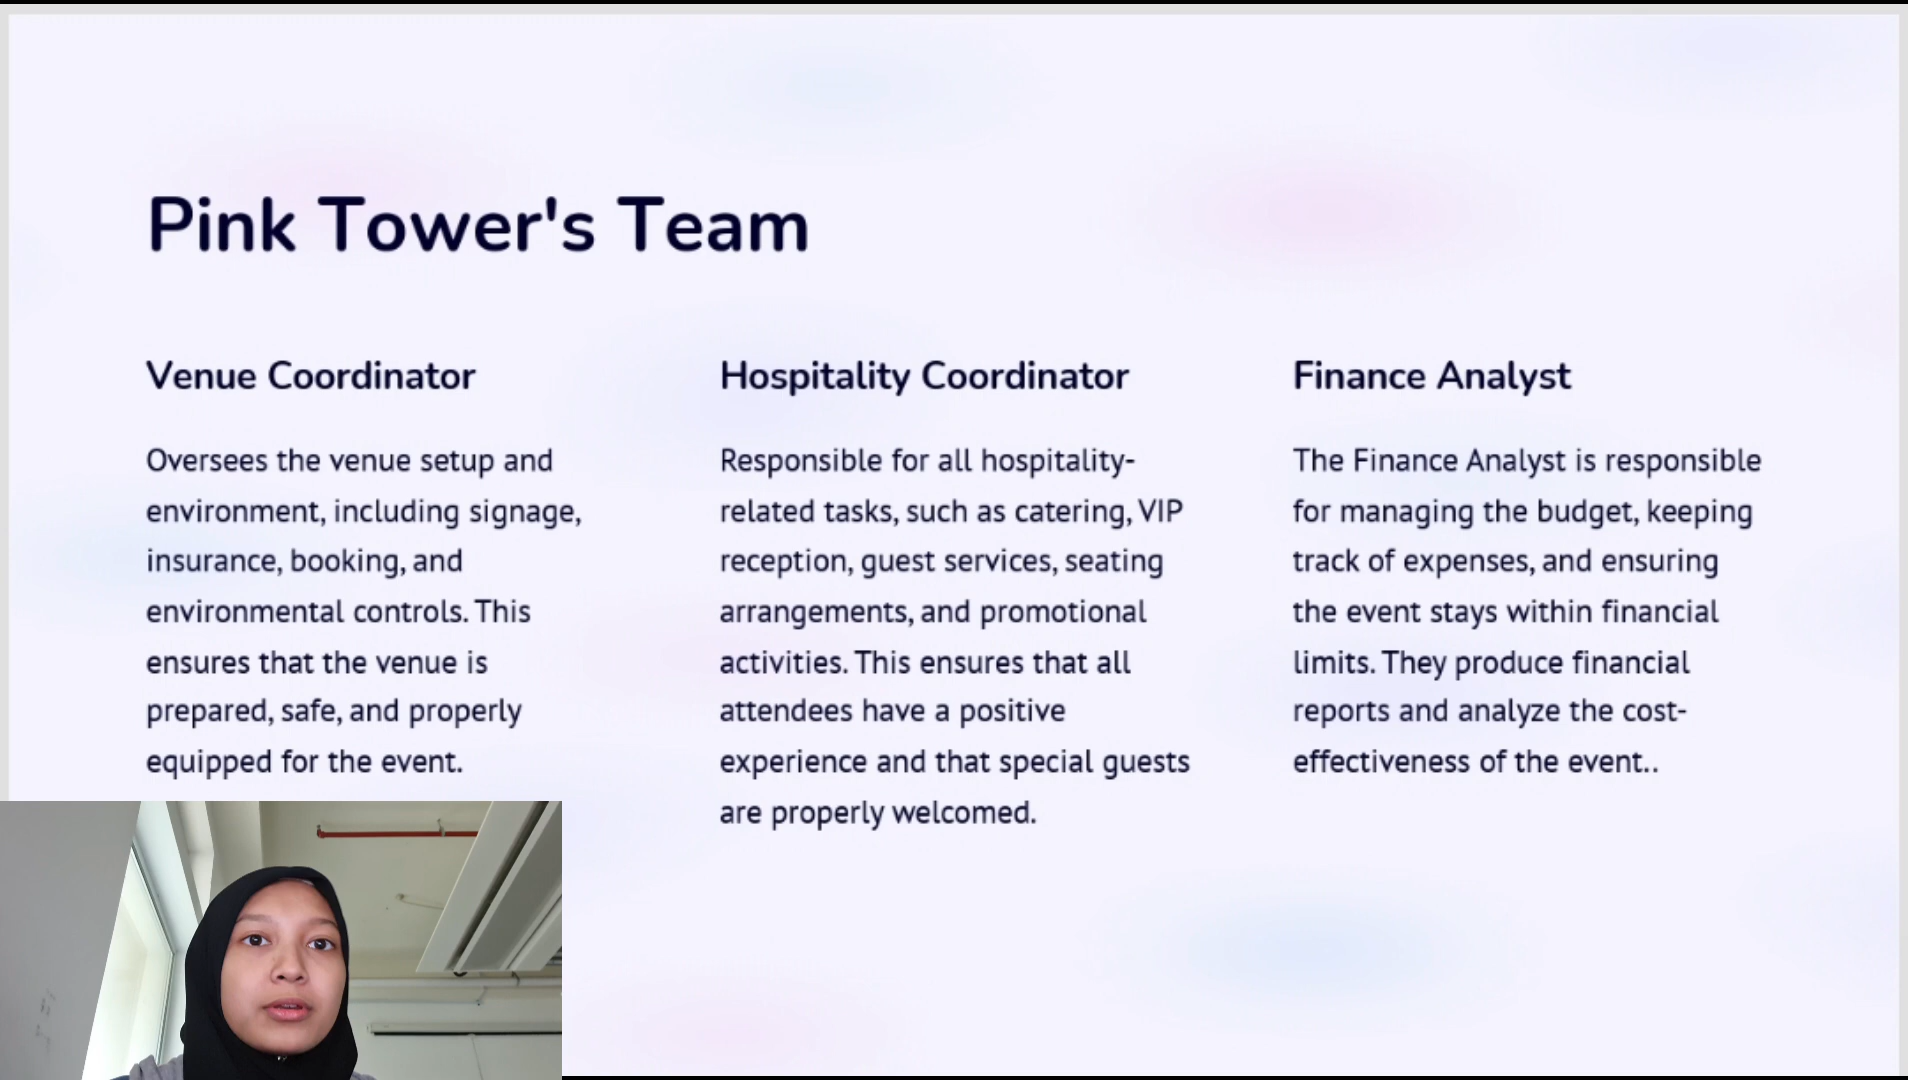 Pink Tower's Team
Venue Coordinator
Oversees the venue setup and
environment, including signage,
insurance, booking, and
environmental controls. This
ensures that the venue is
prepared, safe, and properly
equipped for the event.
Hospitality Coordinator
Responsible for all hospitality-
related tasks, such as catering, VIP
reception, guest services, seating
arrangements, and promotional
activities. This ensures that all
attendees have a positive
experience and that special guests
are properly welcomed.
Finance Analyst
The Finance Analyst is responsible
for managing the budget, keeping
track of expenses, and ensuring
the event stays within financial
limits. They produce financial
reports and analyze the cost-
effectiveness of the event..